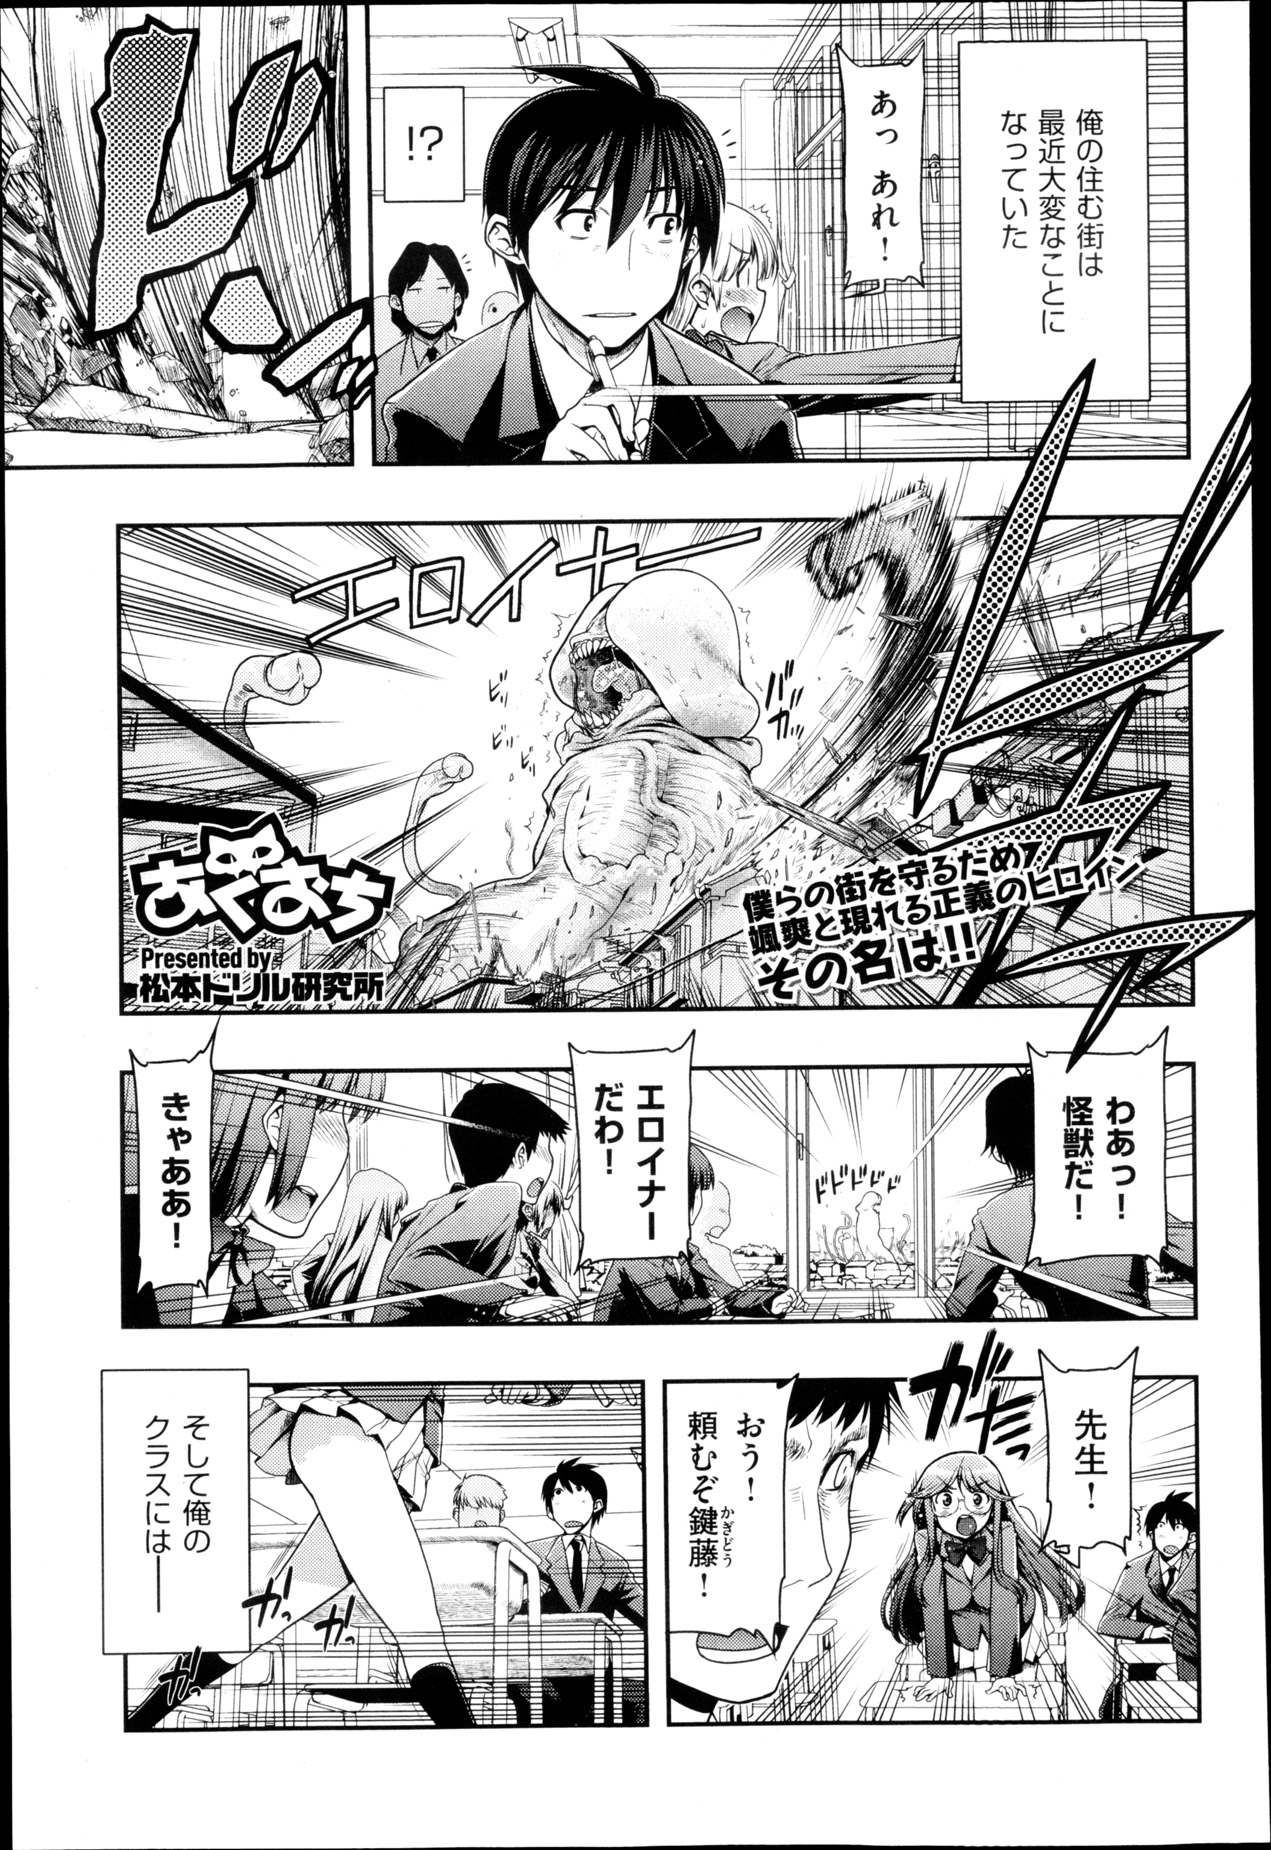 俺の住む街は
最近大変なことに
なっていた
あっ あれ！
!?
ドズンッ
エロイナー
ビ
ビ
ビ
ビ
ガガッ
僕らの街を守るため
颯爽と現れる正義のヒロイン
その名は!!
あくおち
Presented by
松本ドリル研究所
わあっ！
怪獣だ！
ドドドドド
エロイナー
だわ！
きゃああ！
先生！
ガタッ
おう！
頼むぞ鍵藤！
かぎどう
そして俺の
クラスには──
ガッ
ガッ
ガッ